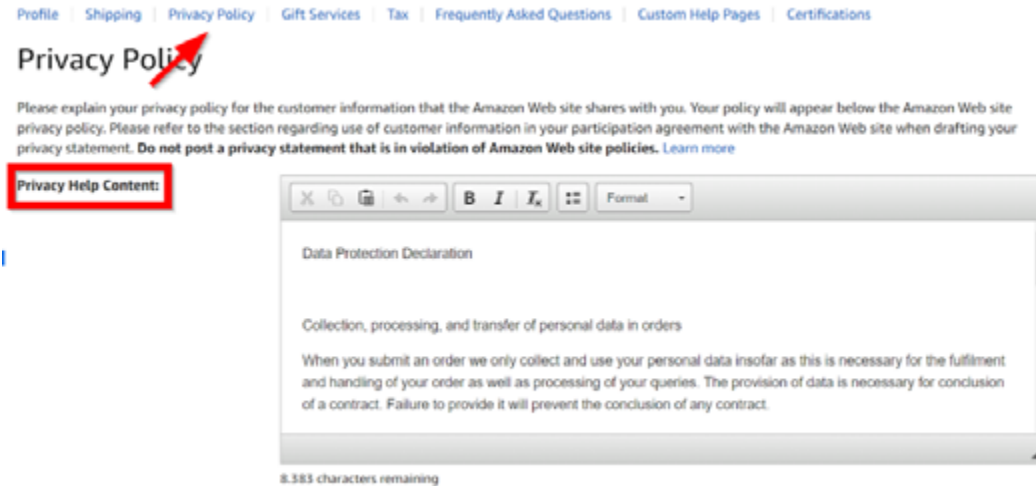 Profile | Shipping | Privacy Policy | Gift Services | Tax | Frequently Asked Questions | Custom Help Pages | Certifications
Privacy Policy
Please explain your privacy policy for the customer information that the Amazon Web site shares with you. Your policy will appear below the Amazon Web site
privacy policy. Please refer to the section regarding use of customer information in your participation agreement with the Amazon Web site when drafting your
privacy statement. Do not post a privacy statement that is in violation of Amazon Web site policies. Learn more
Privacy Help Content:
B I Ix Format
Data Protection Declaration
Collection, processing, and transfer of personal data in orders
When you submit an order we only collect and use your personal data insofar as this is necessary for the fulfilment
and handling of your order as well as processing of your queries. The provision of data is necessary for conclusion
of a contract. Failure to provide it will prevent the conclusion of any contract.
8.383 characters remaining